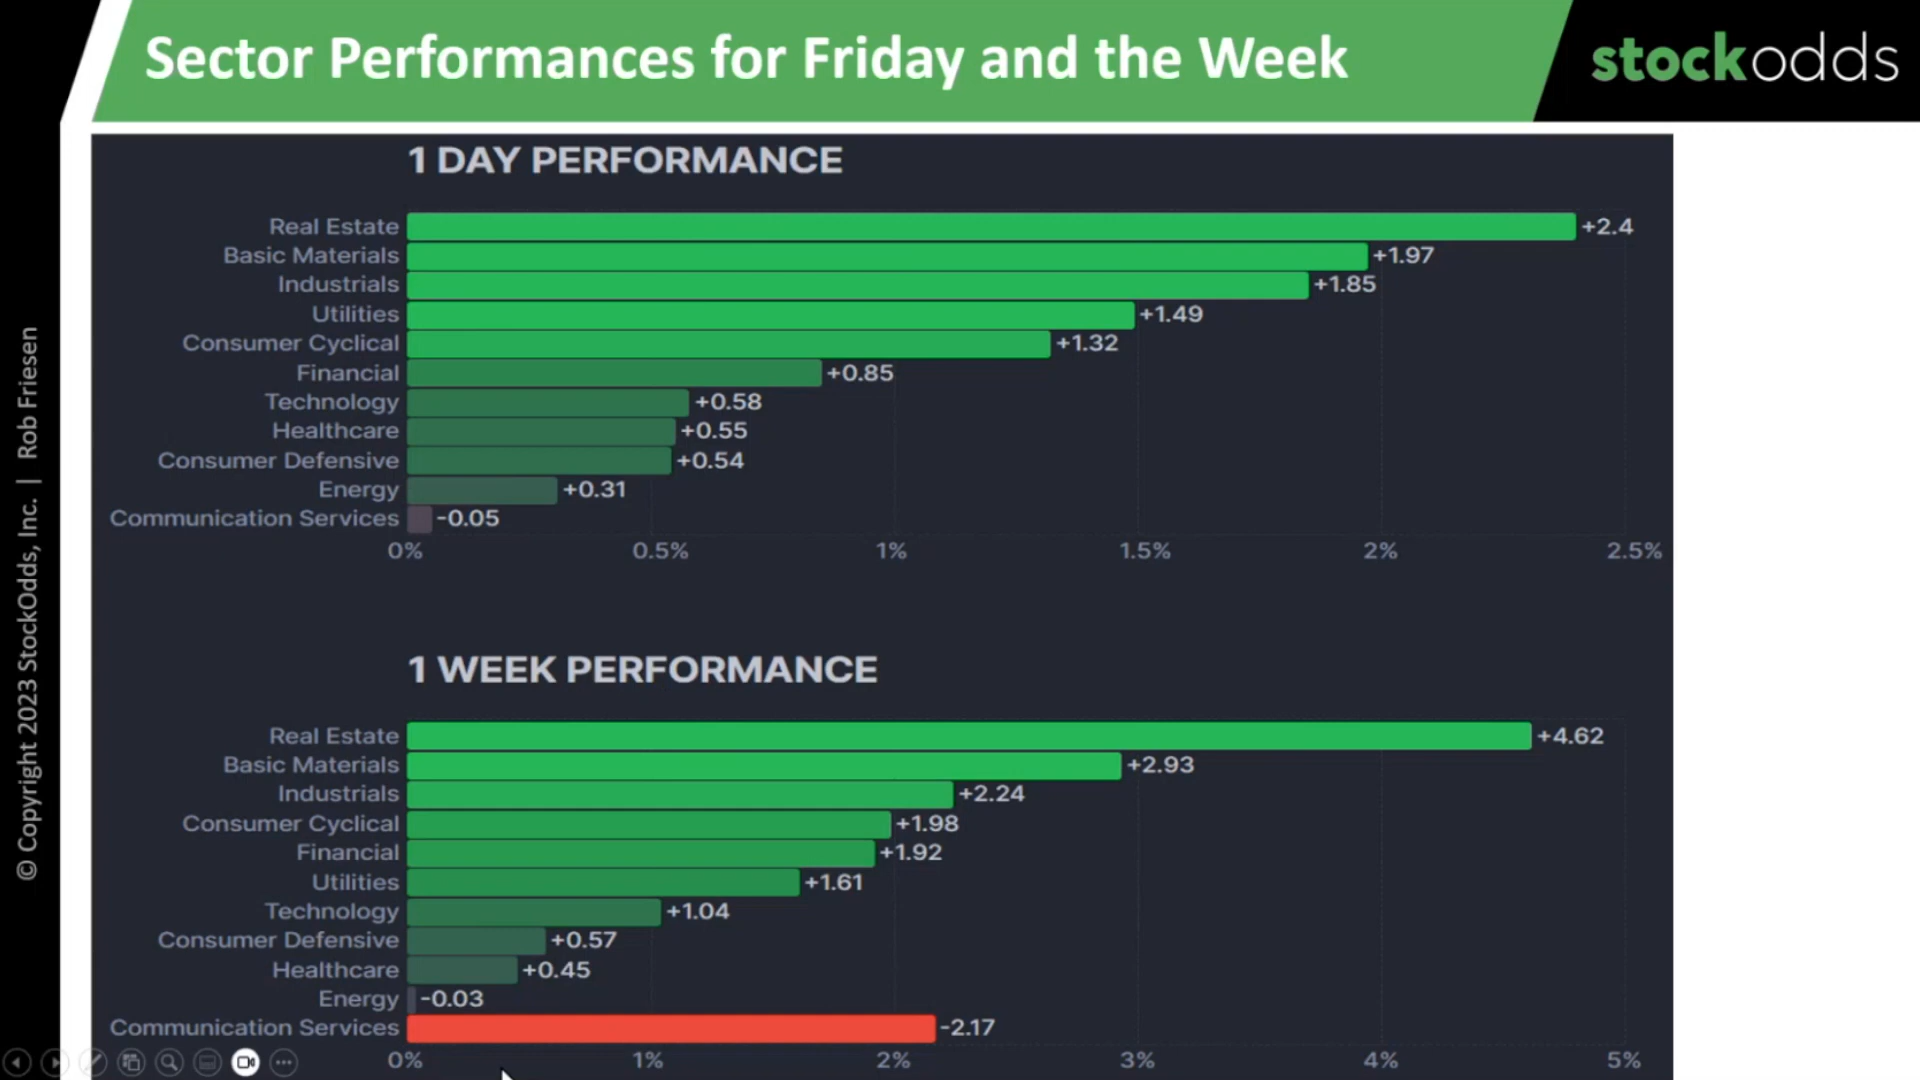 Sector Performances for Friday and the Week
stockodds
© Copyright 2023 StockOdds, Inc. | Rob Friesen
1 DAY PERFORMANCE
Real Estate +2.4
Basic Materials +1.97
Industrials +1.85
Utilities +1.49
Consumer Cyclical +1.32
Financial +0.85
Technology +0.58
Healthcare +0.55
Consumer Defensive +0.54
Energy +0.31
Communication Services -0.05
0% 0.5% 1% 1.5% 2% 2.5%
1 WEEK PERFORMANCE
Real Estate +4.62
Basic Materials +2.93
Industrials +2.24
Consumer Cyclical +1.98
Financial +1.92
Utilities +1.61
Technology +1.04
Consumer Defensive +0.57
Healthcare +0.45
Energy -0.03
Communication Services -2.17
0% 1% 2% 3% 4% 5%